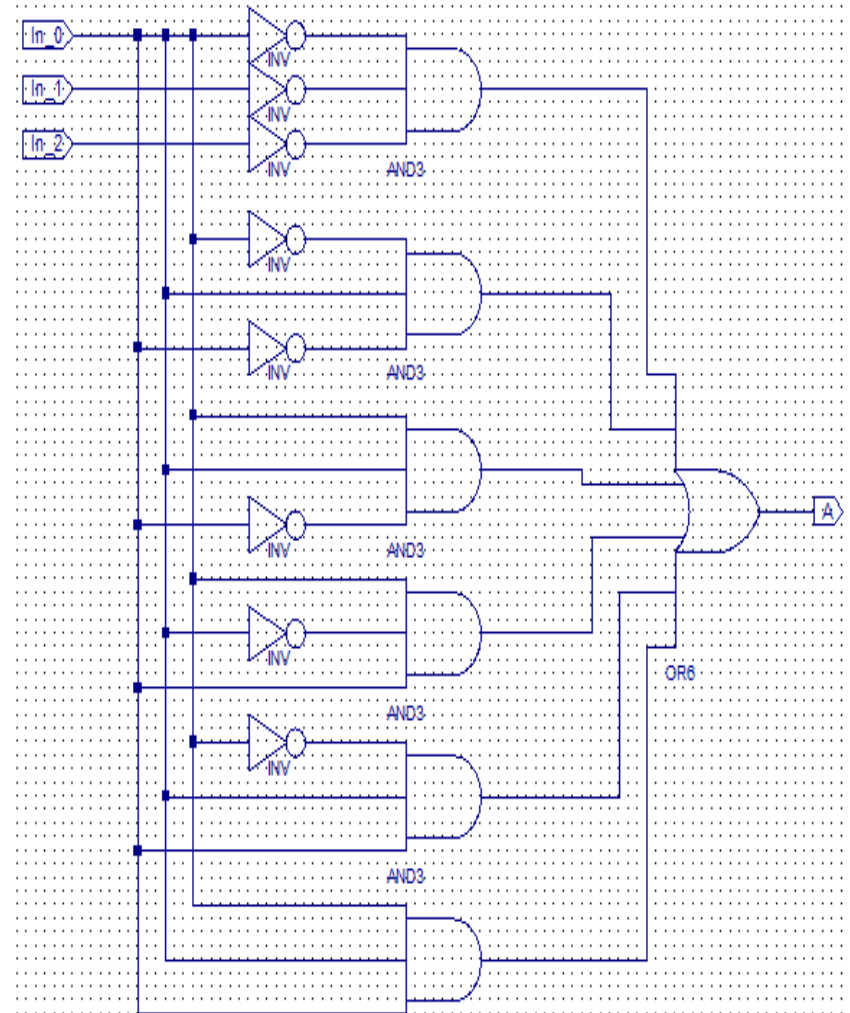 In_0
INV
In_1
INV
In_2
INV
AND3
INV
INV
AND3
INV
AND3
INV
OR6
AND3
INV
AND3
A